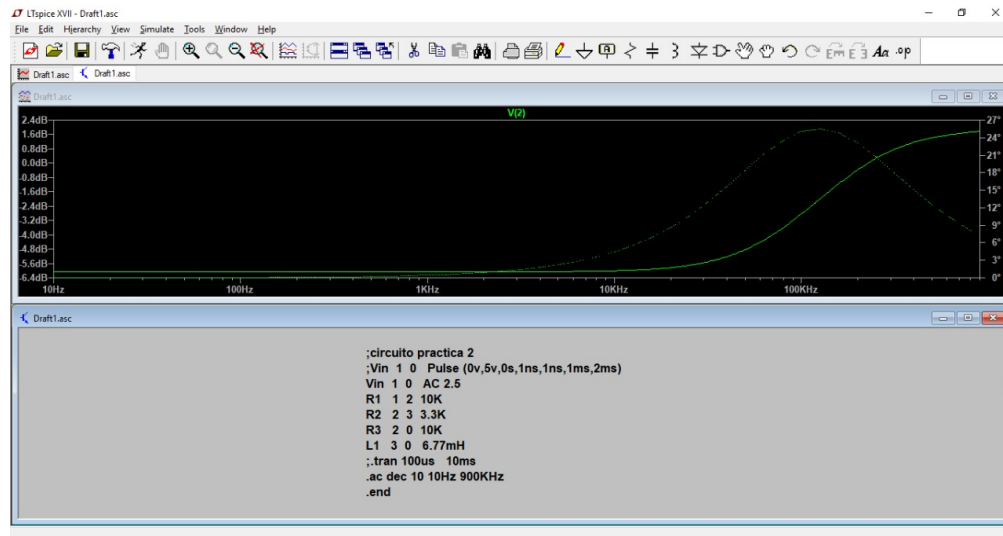 LTspice XVII - Draft1.asc
File Edit Hierarchy View Simulate Tools Window Help
Aa .op
Draft1.asc Draft1.asc
Draft1.asc
V(2)
2.4dB
1.6dB
0.8dB
0.0dB
-0.8dB
-1.6dB
-2.4dB
-3.2dB
-4.0dB
-4.8dB
-5.6dB
-6.4dB
27°
24°
21°
18°
15°
12°
9°
6°
3°
0°
10Hz 100Hz 1KHz 10KHz 100KHz
Draft1.asc
;circuito practica 2
;Vin 1 0 Pulse (0v,5v,0s,1ns,1ns,1ms,2ms)
Vin 1 0 AC 2.5
R1 1 2 10K
R2 2 3 3.3K
R3 2 0 10K
L1 3 0 6.77mH
;.tran 100us 10ms
.ac dec 10 10Hz 900KHz
.end